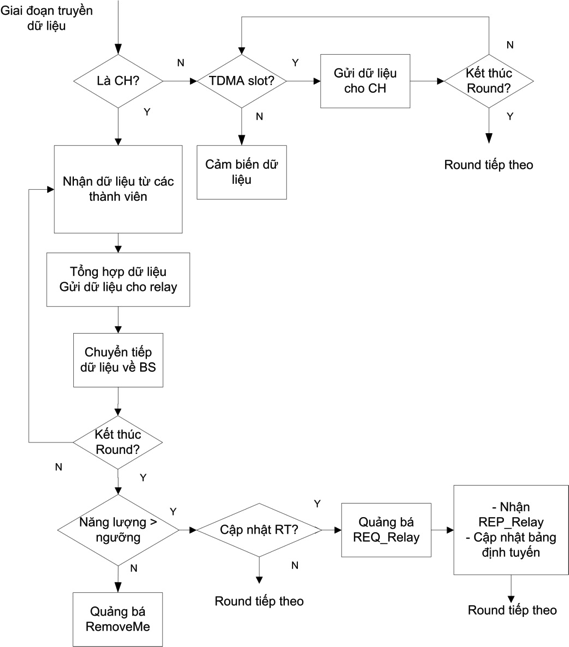 Giai đoạn truyền
dữ liệu
Là CH?
N
TDMA slot?
Y
Gửi dữ liệu
cho CH
N
Kết thúc
Round?
Y
N
Y
Cảm biến dữ
liệu
Round tiếp theo
Nhận dữ liệu từ các
thành viên
Tổng hợp dữ liệu
Gửi dữ liệu cho relay
Chuyển tiếp
dữ liệu về BS
Kết thúc
Round?
N
Y
Năng lượng >
ngưỡng
Y
Cập nhật RT?
Y
Quảng bá
REQ_Relay
- Nhận
REP_Relay
- Cập nhật bảng
định tuyến
N
N
Quảng bá
RemoveMe
Round tiếp theo
Round tiếp theo